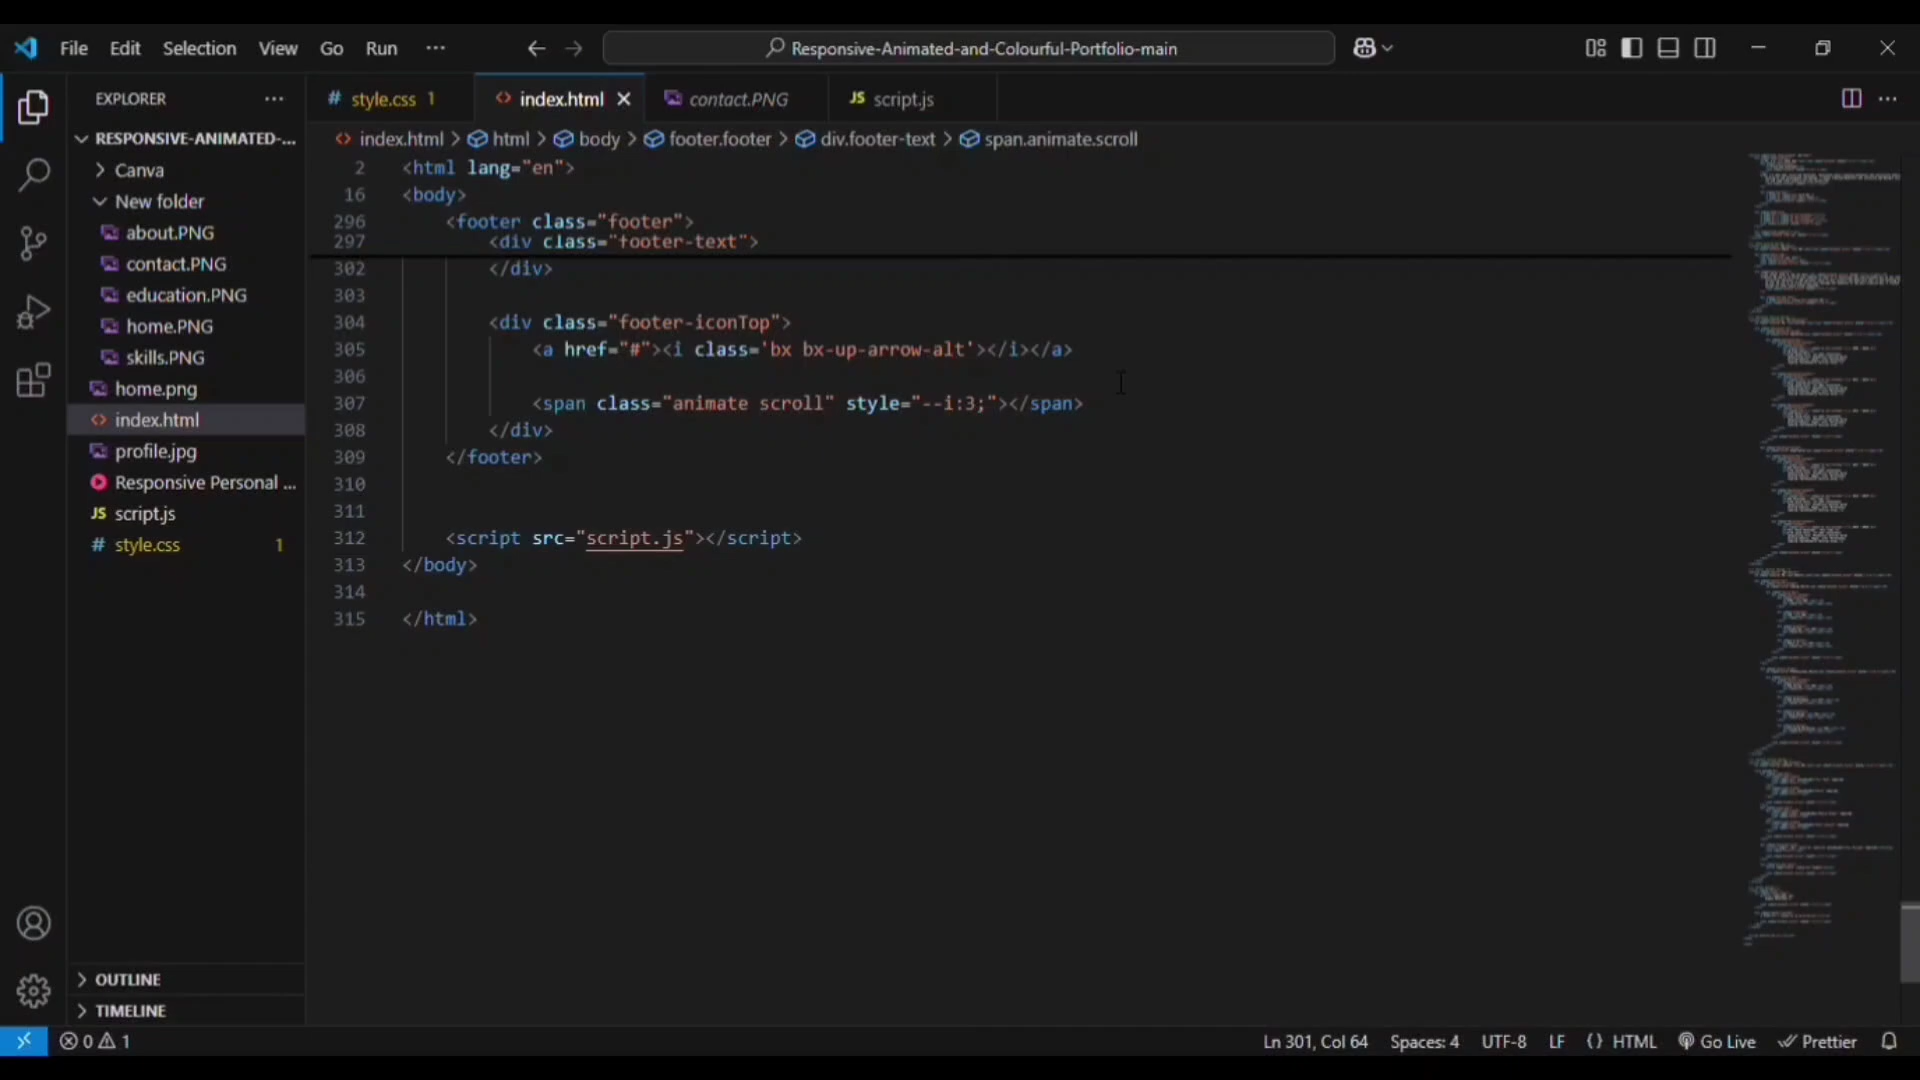 File Edit Selection View Go Run ··· Responsive-Animated-and-Colourful-Portfolio-main
EXPLORER ···
RESPONSIVE-ANIMATED-...
Canva
New folder
about.PNG
contact.PNG
education.PNG
home.PNG
skills.PNG
home.png
<> index.html
profile.jpg
Responsive Personal ...
JS script.js
# style.css 1
OUTLINE
TIMELINE
# style.css 1 <> index.html contact.PNG JS script.js
<> index.html > html > body > footer.footer > div.footer-text > span.animate.scroll
2 <html lang="en">
16 <body>
296 <footer class="footer">
297 <div class="footer-text">
302 </div>
303
304 <div class="footer-iconTop">
305 <a href="#"><i class='bx bx-up-arrow-alt'></i></a>
306
307 <span class="animate scroll" style="--i:3;"></span>
308 </div>
309 </footer>
310
311
312 <script src="script.js"></script>
313 </body>
314
315 </html>
0 1 Ln 301, Col 64 Spaces: 4 UTF-8 LF {} HTML Go Live Prettier